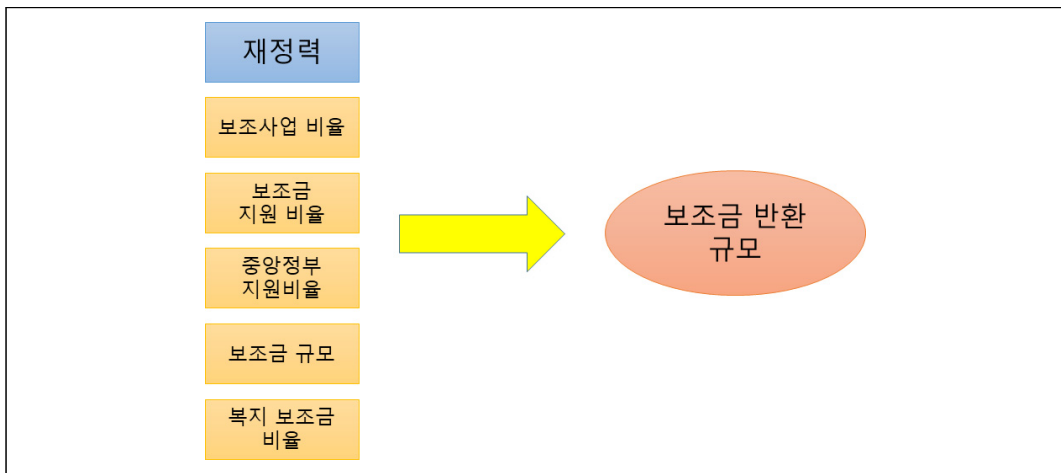 재정력
보조사업 비율
보조금
지원 비율
중앙정부
지원비율
보조금 규모
복지 보조금
비율
보조금 반환
규모